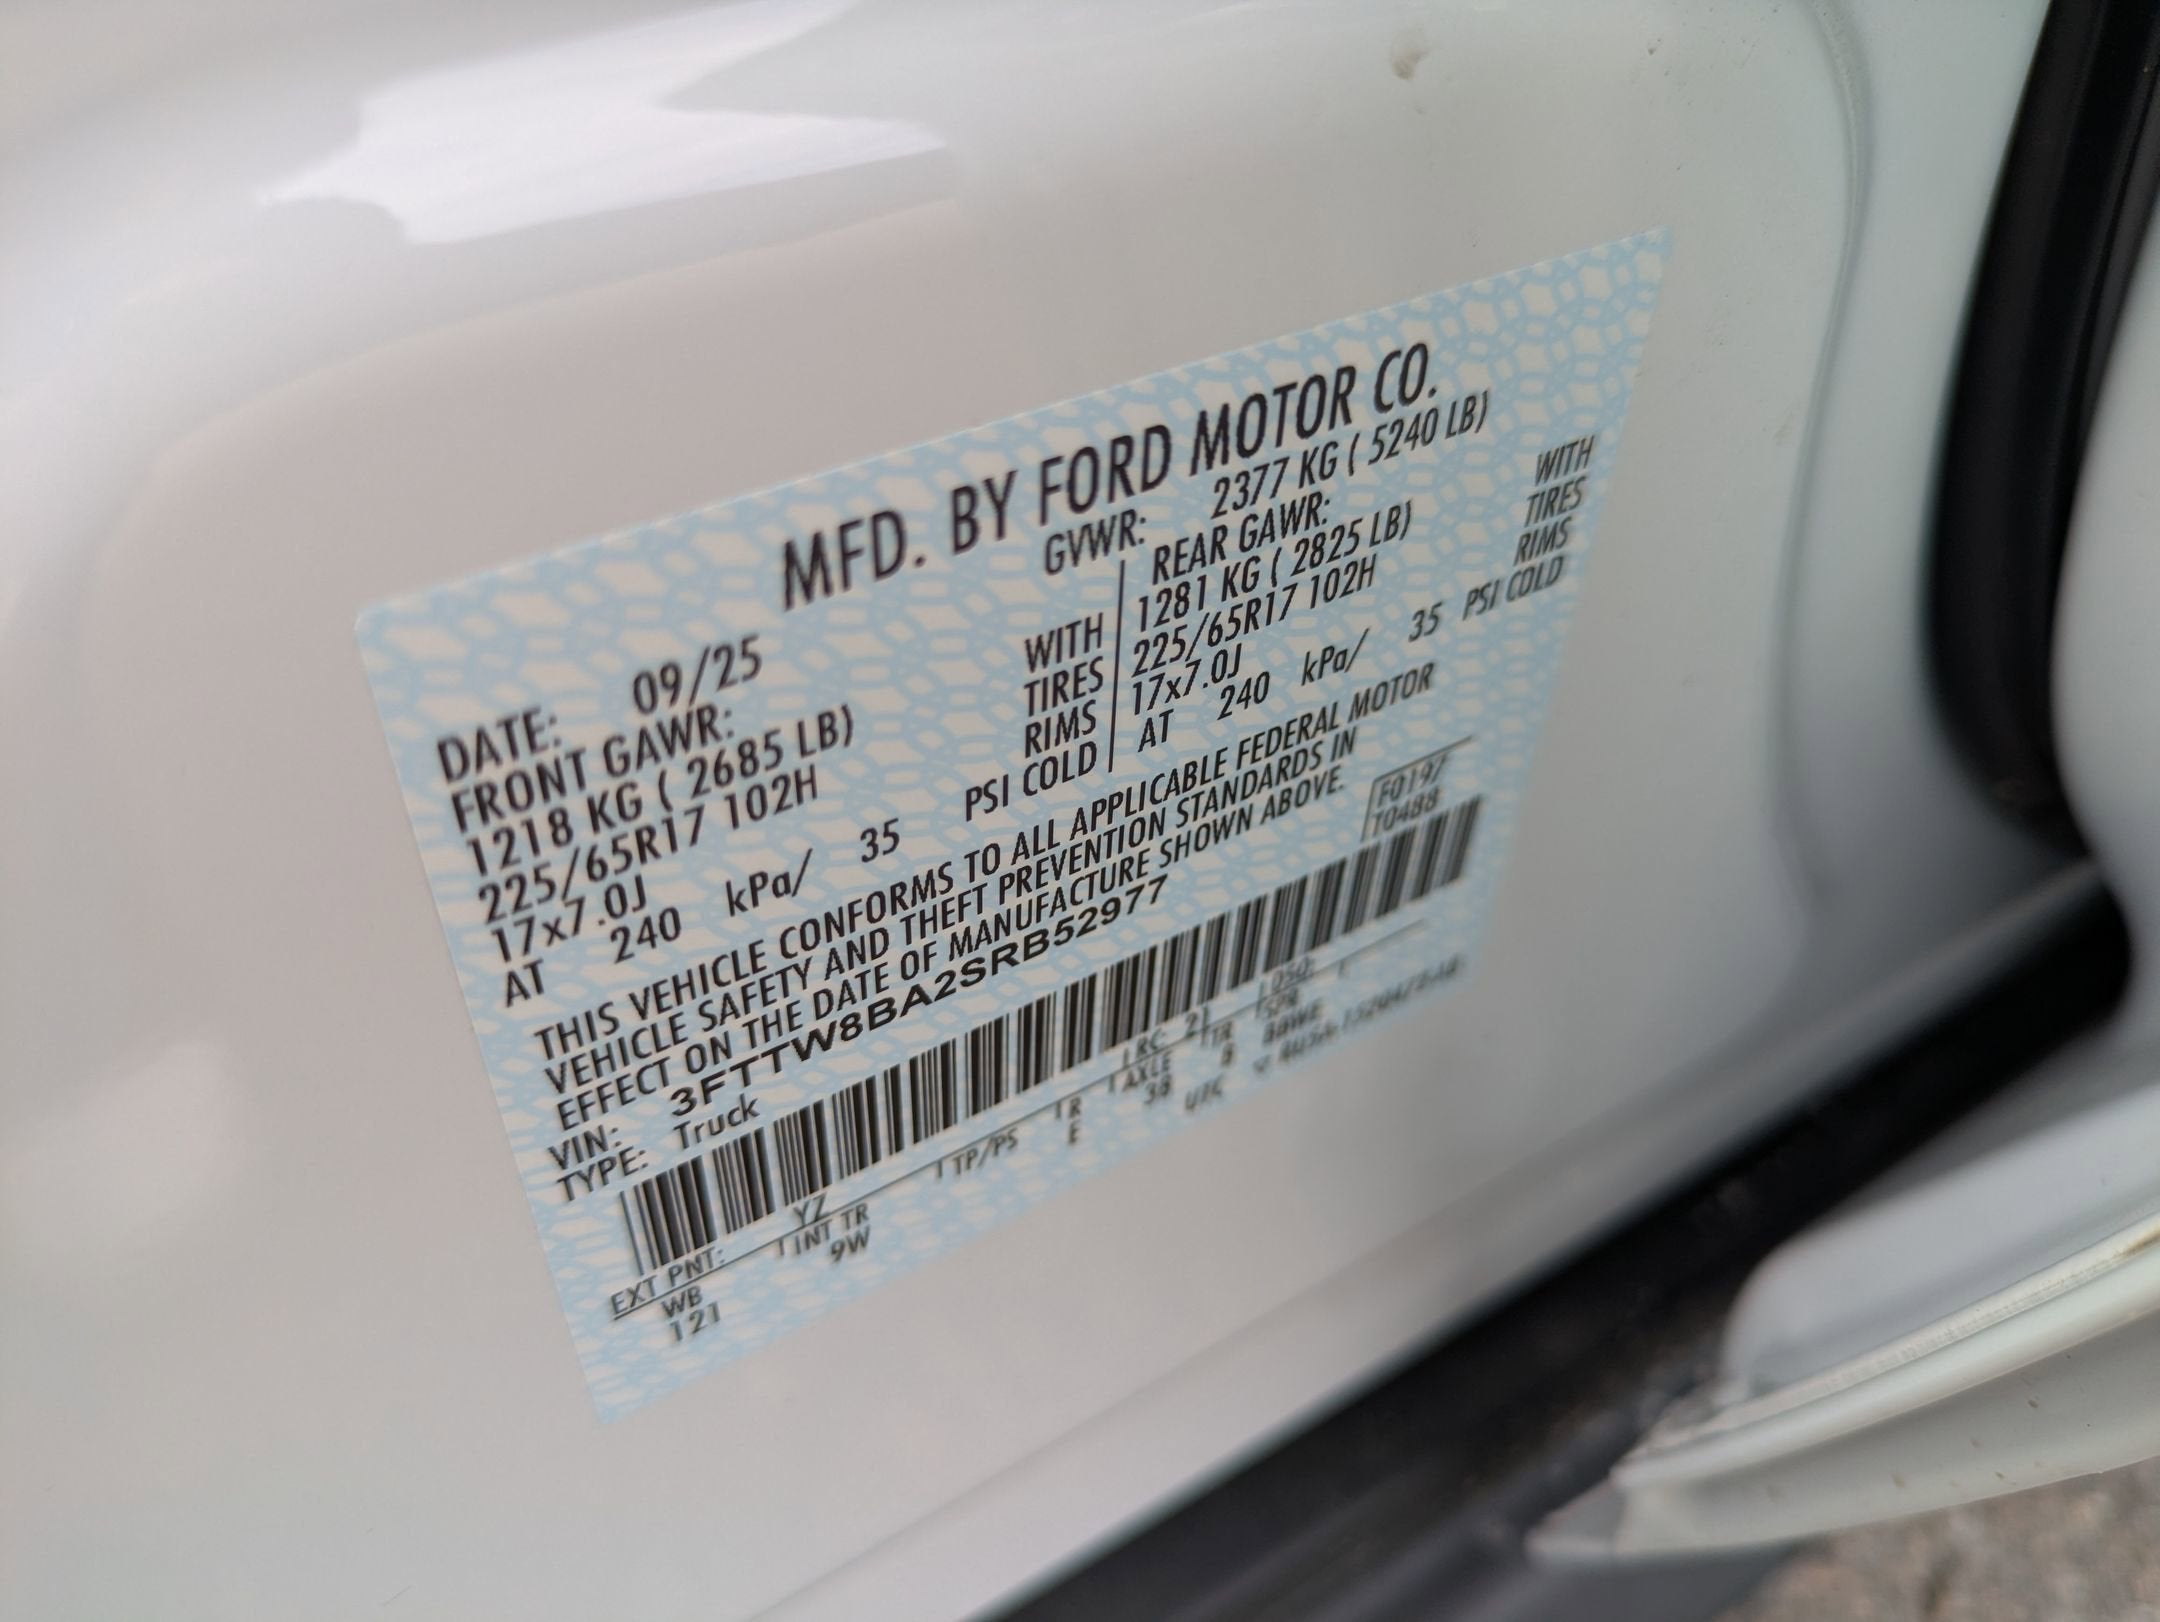 MFD. BY FORD MOTOR CO.
DATE: 09/25 GVWR: 2377 KG ( 5240 LB)
FRONT GAWR: REAR GAWR:
1218 KG ( 2685 LB) WITH 1281 KG ( 2825 LB) WITH
225/65R17 102H TIRES 225/65R17 102H TIRES
17x7.0J RIMS 17x7.0J RIMS
AT 240 kPa/ 35 PSI COLD AT 240 kPa/ 35 PSI COLD
THIS VEHICLE CONFORMS TO ALL APPLICABLE FEDERAL MOTOR
VEHICLE SAFETY AND THEFT PREVENTION STANDARDS IN
EFFECT ON THE DATE OF MANUFACTURE SHOWN ABOVE.
VIN: 3FTTW8BA2SRB52977
TYPE: Truck
T0488
EXT PNT: YZ RC: 21 DSO:
WB INT TR TP/PS R AXLE TR SPR
121 9W E 38 8